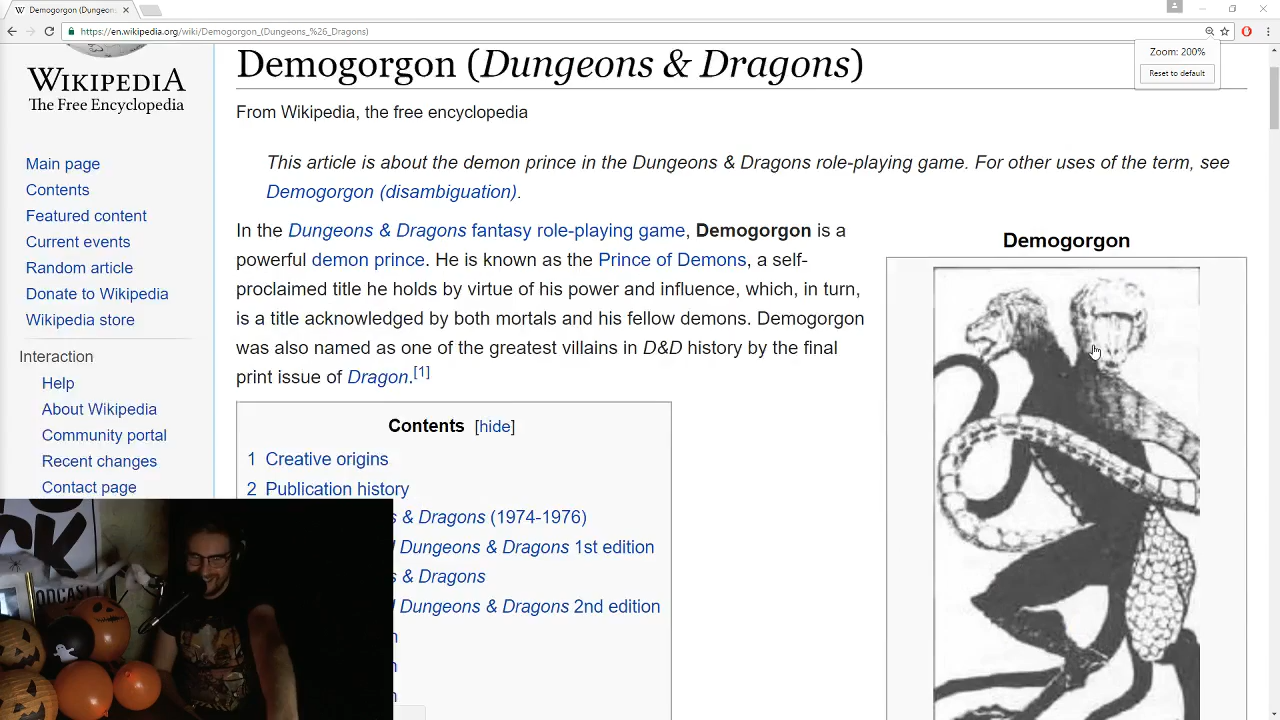 Demogorgon (Dungeon
https://en.wikipedia.org/wiki/Demogorgon_(Dungeons_%26_Dragons)
Zoom: 200%
Reset to default
WIKIPEDIA
The Free Encyclopedia
Main page
Contents
Featured content
Current events
Random article
Donate to Wikipedia
Wikipedia store
Interaction
Help
About Wikipedia
Community portal
Recent changes
Contact page
Demogorgon (Dungeons & Dragons)
From Wikipedia, the free encyclopedia
This article is about the demon prince in the Dungeons & Dragons role-playing game. For other uses of the term, see
Demogorgon (disambiguation).
In the Dungeons & Dragons fantasy role-playing game, Demogorgon is a
powerful demon prince. He is known as the Prince of Demons, a self-
proclaimed title he holds by virtue of his power and influence, which, in turn,
is a title acknowledged by both mortals and his fellow demons. Demogorgon
was also named as one of the greatest villains in D&D history by the final
print issue of Dragon.[1]
Contents [hide]
1 Creative origins
2 Publication history
s & Dragons (1974-1976)
Dungeons & Dragons 1st edition
s & Dragons
Dungeons & Dragons 2nd edition
n
n
n
Demogorgon
CK